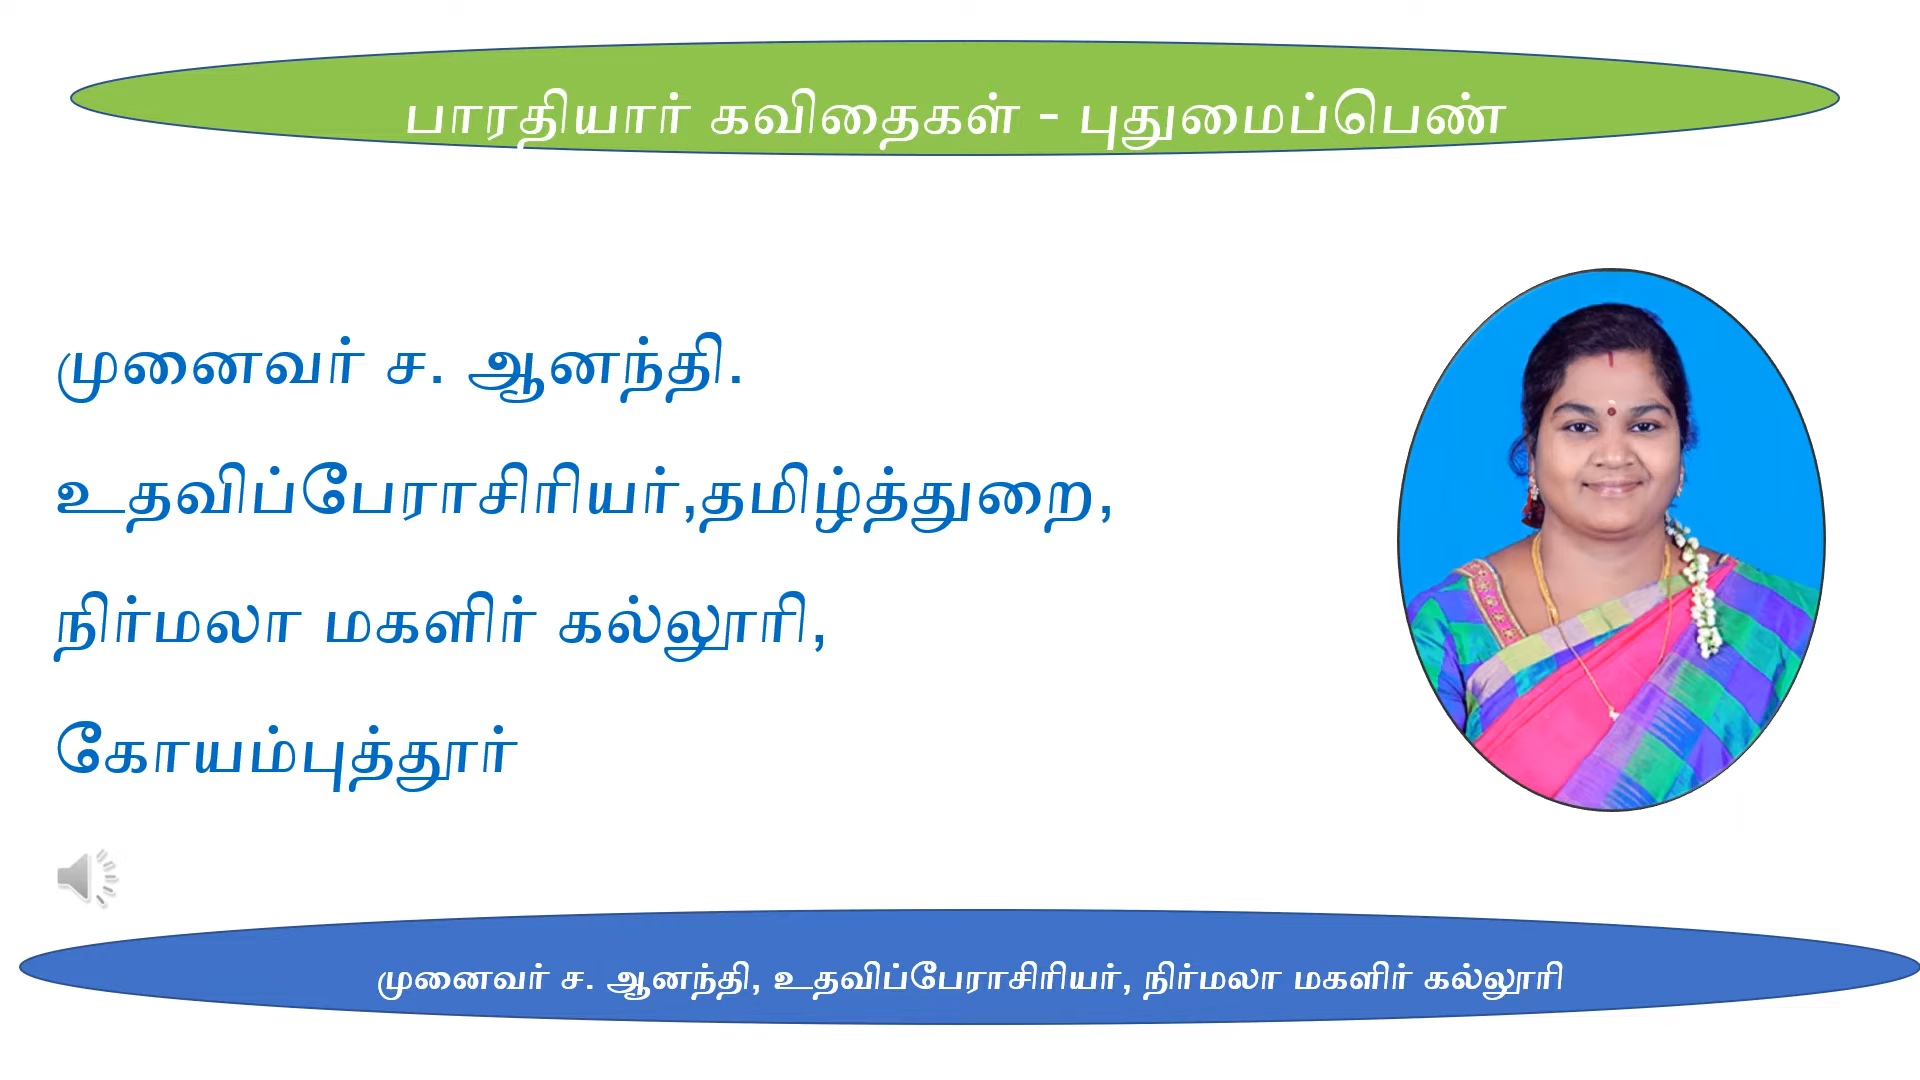 பாரதியார் கவிதைகள் - புதுமைப்பெண்
முனைவர் ச. ஆனந்தி.
உதவிப்பேராசிரியர்,தமிழ்த்துறை,
நிர்மலா மகளிர் கல்லூரி,
கோயம்புத்தூர்
முனைவர் ச. ஆனந்தி, உதவிப்பேராசிரியர், நிர்மலா மகளிர் கல்லூரி